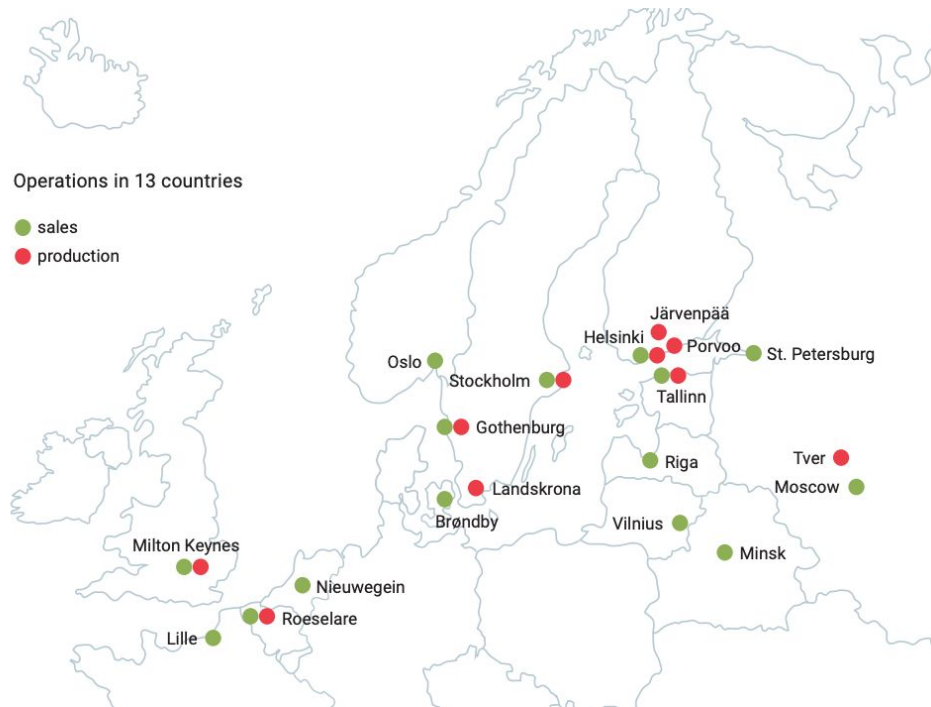 Operations in 13 countries
sales
production
Järvenpää
Helsinki
Porvoo
St. Petersburg
Oslo
Stockholm
Tallinn
Gothenburg
Riga
Tver
Moscow
Landskrona
Brøndby
Vilnius
Milton Keynes
Minsk
Nieuwegein
Roeselare
Lille